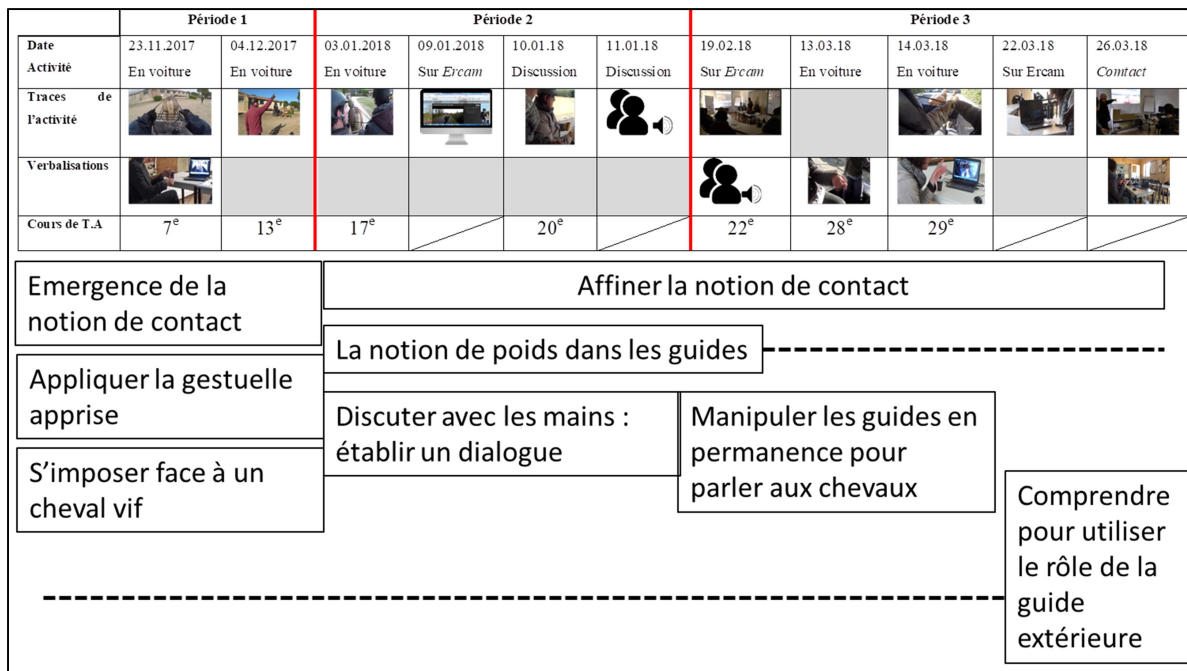 Période 1 Période 2 Période 3
Date 23.11.2017 04.12.2017 03.01.2018 09.01.2018 10.01.18 11.01.18 19.02.18 13.03.18 14.03.18 22.03.18 26.03.18
Activité En voiture En voiture En voiture Sur Ercam Discussion Discussion Sur Ercam En voiture En voiture Sur Ercam Comtact
Traces de
l'activité
Verbalisations
Cours de T.A 7e 13e 17e 20e 22e 28e 29e
Emergence de la
notion de contact
Affiner la notion de contact
La notion de poids dans les guides
Appliquer la gestuelle
apprise
Discuter avec les mains :
établir un dialogue
Manipuler les guides en
permanence pour
parler aux chevaux
S'imposer face à un
cheval vif
Comprendre
pour utiliser
le rôle de la
guide
extérieure